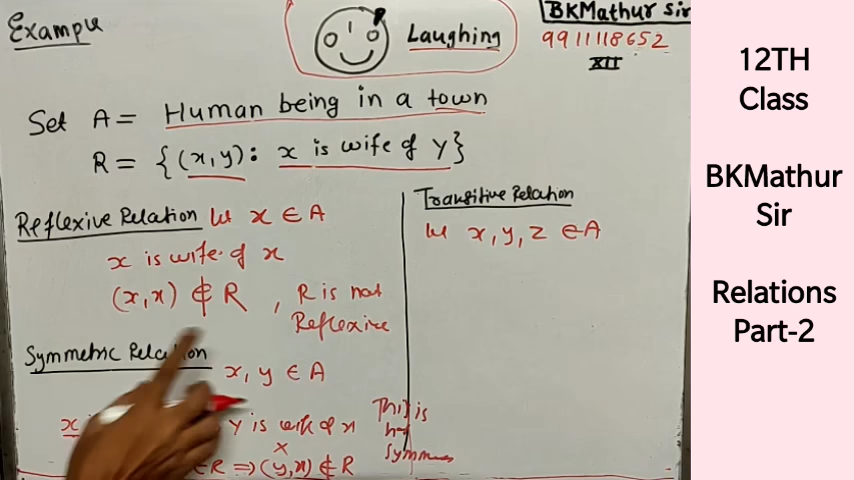 Example
Laughing
BKMathur Sir
9911118652
XII
Set A = Human being in a town
R = {(x,y): x is wife of y}
Reflexive Relation let x ∈ A
x is wife of x
(x,x) ∉ R , R is not
Reflexive
Symmetric Relation
x, y ∈ A
x
y is wife of x
This is
not
Symmetric
∈R ⇒ (y,x) ∉ R
Transitive Relation
let x, y, z ∈ A
12TH
Class
BKMathur
Sir
Relations
Part-2